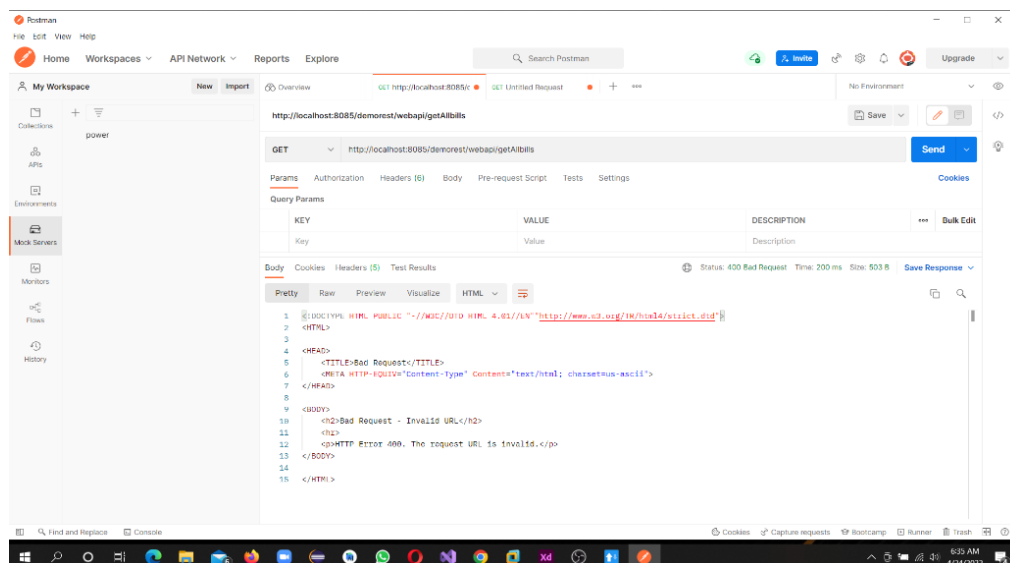 Postman
File Edit View Help
Home Workspaces API Network Reports Explore Search Postman Invite Upgrade
My Workspace New Import Overview GET http://localhost:8085/c GET Untitled Request + No Environment
Collections
power
http://localhost:8085/demorest/webapi/getAllbills Save
APIs
GET http://localhost:8085/demorest/webapi/getAllbills Send
Params Authorization Headers (6) Body Pre-request Script Tests Settings Cookies
Environments
Query Params
KEY VALUE DESCRIPTION Bulk Edit
Key Value Description
Mock Servers
Body Cookies Headers (5) Test Results Status: 400 Bad Request Time: 200 ms Size: 503 B Save Response
Monitors
Pretty Raw Preview Visualize HTML
Flows
History
1 <!DOCTYPE HTML PUBLIC "-//W3C//DTD HTML 4.01//EN""http://www.w3.org/TR/html4/strict.dtd">
2 <HTML>
3
4 <HEAD>
5 <TITLE>Bad Request</TITLE>
6 <META HTTP-EQUIV="Content-Type" Content="text/html; charset=us-ascii">
7 </HEAD>
8
9 <BODY>
10 <h2>Bad Request - Invalid URL</h2>
11 <hr>
12 <p>HTTP Error 400. The request URL is invalid.</p>
13 </BODY>
14
15 </HTML>
Find and Replace Console Cookies Capture requests Bootcamp Runner Trash
Xd 6:35 AM